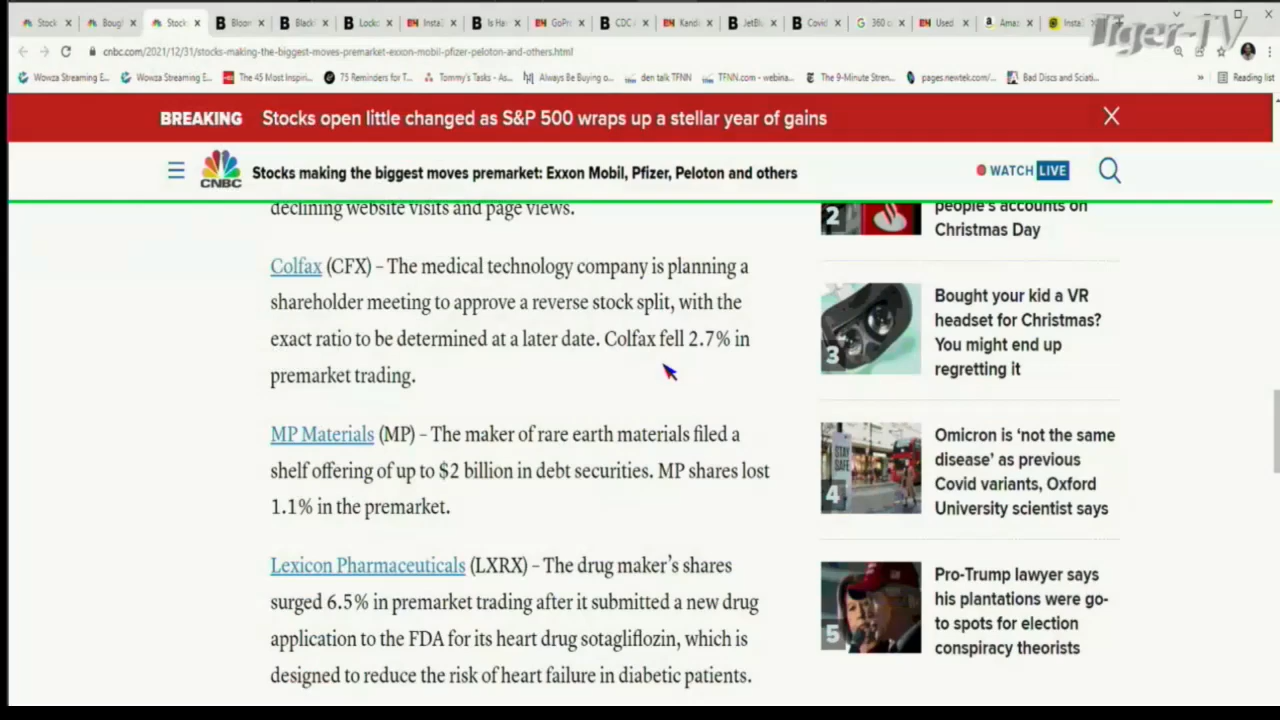 Stock
Boug
Stock
Bloom
Black
Locks
Insta
Is Ha
GoPr
CDC
Kandi
JetBl
Covid
360 c
Used
Amaz
Insta
Tiger-TV
cnbc.com/2021/12/31/stocks-making-the-biggest-moves-premarket-exxon-mobil-pfizer-peloton-and-others.html
Wowza Streaming E...
Wowza Streaming E...
The 45 Most Inspiri...
75 Reminders for T...
Tommy's Tasks - As...
Always Be Buying o...
den talk TFNN
TFNN.com - webina...
The 9-Minute Stren...
pages.newtek.com/...
Bad Discs and Sciati...
»
Reading list
BREAKING Stocks open little changed as S&P 500 wraps up a stellar year of gains
CNBC
Stocks making the biggest moves premarket: Exxon Mobil, Pfizer, Peloton and others
WATCH LIVE
declining website visits and page views.
Colfax (CFX) – The medical technology company is planning a
shareholder meeting to approve a reverse stock split, with the
exact ratio to be determined at a later date. Colfax fell 2.7% in
premarket trading.
MP Materials (MP) – The maker of rare earth materials filed a
shelf offering of up to $2 billion in debt securities. MP shares lost
1.1% in the premarket.
Lexicon Pharmaceuticals (LXRX) – The drug maker's shares
surged 6.5% in premarket trading after it submitted a new drug
application to the FDA for its heart drug sotagliflozin, which is
designed to reduce the risk of heart failure in diabetic patients.
2
people's accounts on
Christmas Day
3
Bought your kid a VR
headset for Christmas?
You might end up
regretting it
4
STAY
SAFE
Omicron is 'not the same
disease' as previous
Covid variants, Oxford
University scientist says
5
Pro-Trump lawyer says
his plantations were go-
to spots for election
conspiracy theorists